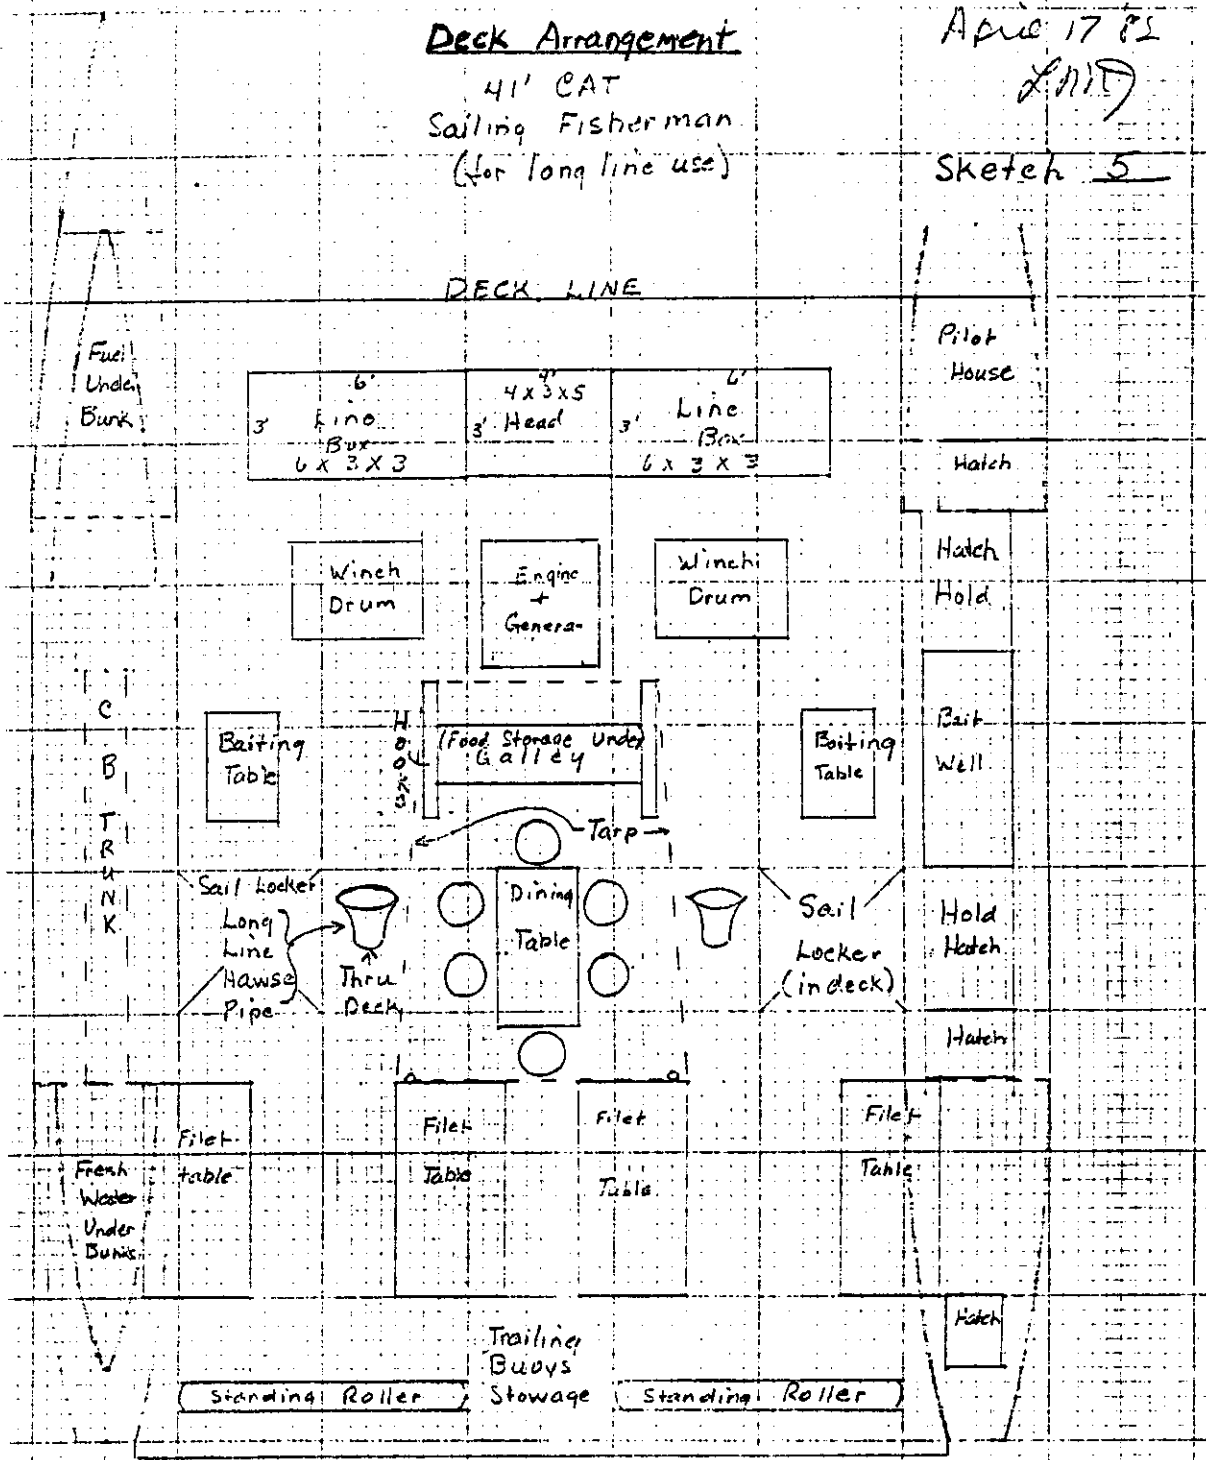 Deck Arrangement
April 17 82
41' CAT
Sailing Fisherman
(for long line use)
Sketch 5
DECK LINE
Fuel
Under
Bunk
6'
3'
Line
Box
6 x 3 x 3
4'
4 x 3 x 5
3' Head
6'
3'
Line
Box
6 x 3 x 3
Pilot
House
Hatch
Winch
Drum
Engine
+
Genera-
Winch
Drum
Hatch
Hold
C B TRUNK
Baiting
Table
HOOKS
(Food Storage Under
Galley
Baiting
Table
Bait
Well
Tarp
Sail Locker
Long
Line
Hawse
Pipe
Thru
Deck
Dining
Table
Sail
Locker
(in deck)
Hold
Hatch
Hatch
Fresh
Water
Under
Bunks
Filet
table
Filet
Table
Filet
Table
Filet
Table
Hatch
Trailing
Buoys
Stowage
Standing Roller
Standing Roller